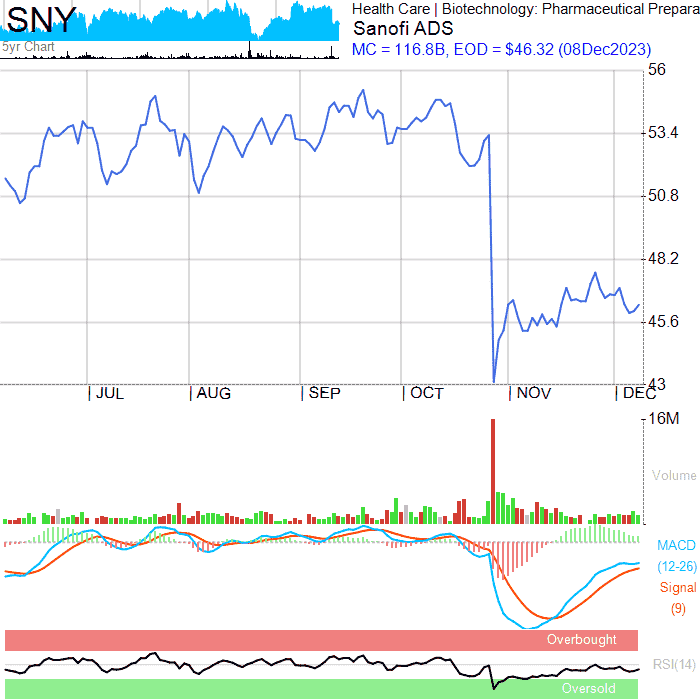 SNY
Health Care | Biotechnology: Pharmaceutical Prepara
Sanofi ADS
5yr Chart
MC = 116.8B, EOD = $46.32 (08Dec2023)
56
53.4
50.8
48.2
45.6
43
JUL
AUG
SEP
OCT
NOV
DEC
16M
Volume
MACD
(12-26)
Signal
(9)
Overbought
RSI(14)
Oversold